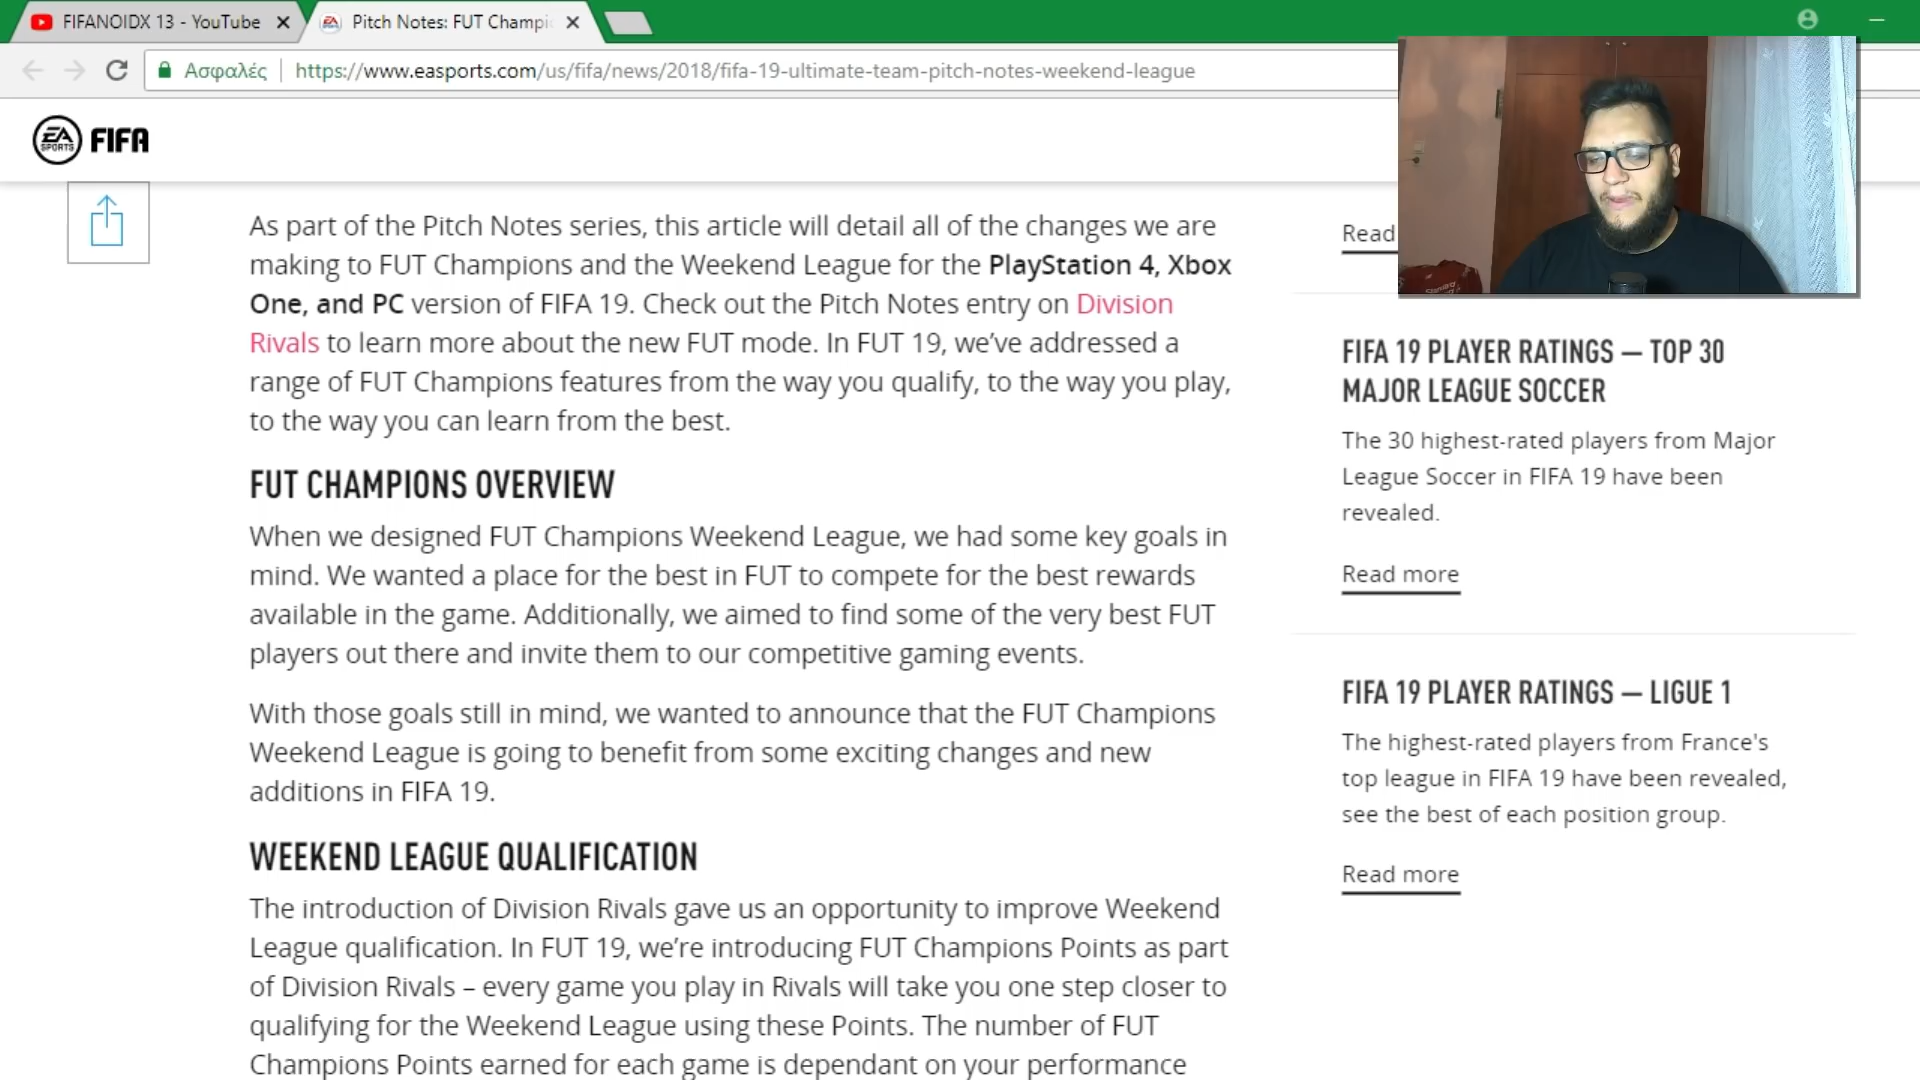 FIFANOIDX 13 - YouTube
Pitch Notes: FUT Champi
Ασφαλές
https://www.easports.com/us/fifa/news/2018/fifa-19-ultimate-team-pitch-notes-weekend-league
EA SPORTS FIFA
As part of the Pitch Notes series, this article will detail all of the changes we are
making to FUT Champions and the Weekend League for the PlayStation 4, Xbox
One, and PC version of FIFA 19. Check out the Pitch Notes entry on Division
Rivals to learn more about the new FUT mode. In FUT 19, we’ve addressed a
range of FUT Champions features from the way you qualify, to the way you play,
to the way you can learn from the best.
FUT CHAMPIONS OVERVIEW
When we designed FUT Champions Weekend League, we had some key goals in
mind. We wanted a place for the best in FUT to compete for the best rewards
available in the game. Additionally, we aimed to find some of the very best FUT
players out there and invite them to our competitive gaming events.
With those goals still in mind, we wanted to announce that the FUT Champions
Weekend League is going to benefit from some exciting changes and new
additions in FIFA 19.
WEEKEND LEAGUE QUALIFICATION
The introduction of Division Rivals gave us an opportunity to improve Weekend
League qualification. In FUT 19, we’re introducing FUT Champions Points as part
of Division Rivals – every game you play in Rivals will take you one step closer to
qualifying for the Weekend League using these Points. The number of FUT
Champions Points earned for each game is dependant on your performance
Read
FIFA 19 PLAYER RATINGS – TOP 30
MAJOR LEAGUE SOCCER
The 30 highest-rated players from Major
League Soccer in FIFA 19 have been
revealed.
Read more
FIFA 19 PLAYER RATINGS – LIGUE 1
The highest-rated players from France's
top league in FIFA 19 have been revealed,
see the best of each position group.
Read more